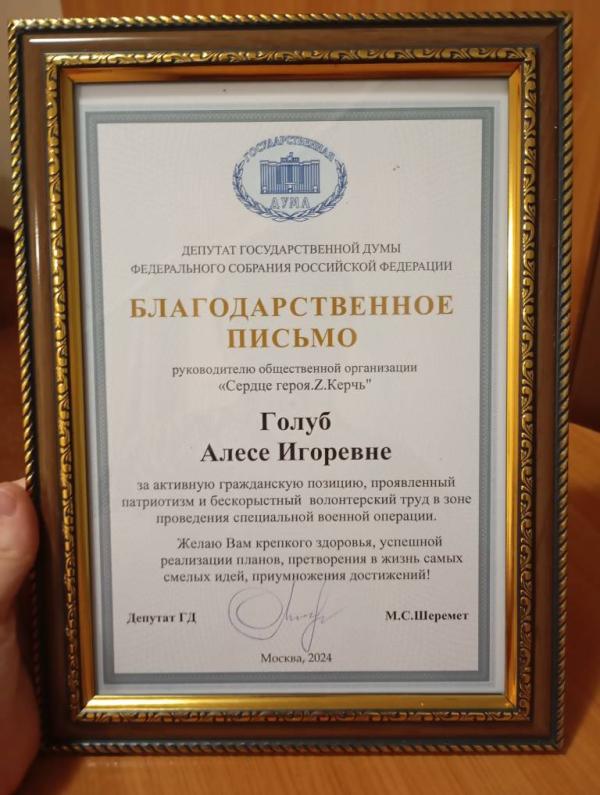 ГОСУДАРСТВЕННАЯ
ДУМА
ДЕПУТАТ ГОСУДАРСТВЕННОЙ ДУМЫ
ФЕДЕРАЛЬНОГО СОБРАНИЯ РОССИЙСКОЙ ФЕДЕРАЦИИ
БЛАГОДАРСТВЕННОЕ
ПИСЬМО
руководителю общественной организации
«Сердце героя.Z.Керчь"
Голуб
Алесе Игоревне
за активную гражданскую позицию, проявленный
патриотизм и бескорыстный волонтерский труд в зоне
проведения специальной военной операции.
Желаю Вам крепкого здоровья, успешной
реализации планов, претворения в жизнь самых
смелых идей, приумножения достижений!
Депутат ГД М.С.Шеремет
Москва, 2024